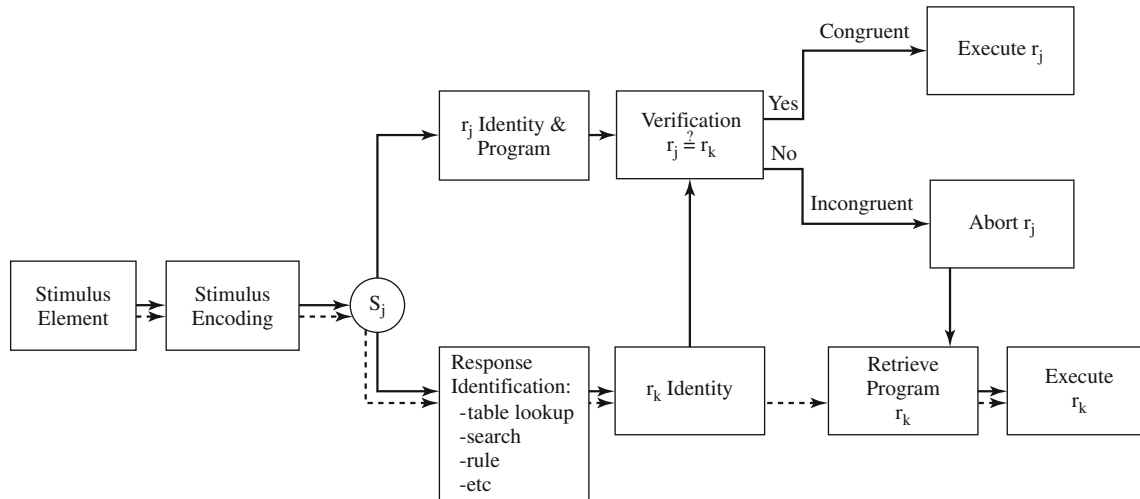 Congruent
Execute r_j
Yes
r_j Identity &
Program
Verification
r_j =? r_k
No
Incongruent
Abort r_j
Stimulus
Element
Stimulus
Encoding
S_j
Response
Identification:
-table lookup
-search
-rule
-etc
r_k Identity
Retrieve
Program
r_k
Execute
r_k